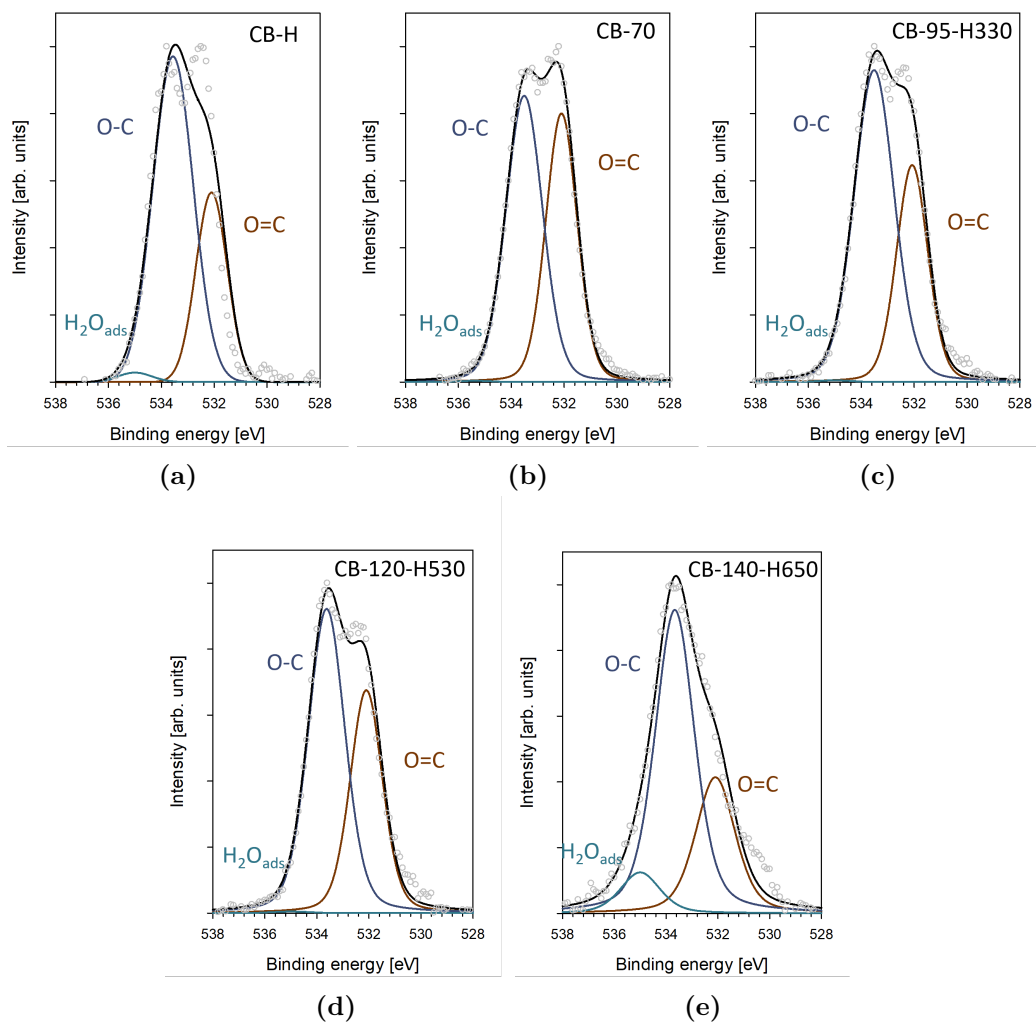 CB-H
O-C
O=C
H2Oads
Intensity [arb. units]
538 536 534 532 530 528
Binding energy [eV]
(a)
CB-70
O-C
O=C
H2Oads
Intensity [arb. units]
538 536 534 532 530 528
Binding energy [eV]
(b)
CB-95-H330
O-C
O=C
H2Oads
Intensity [arb. units]
538 536 534 532 530 528
Binding energy [eV]
(c)
CB-120-H530
O-C
O=C
H2Oads
Intensity [arb. units]
538 536 534 532 530 528
Binding energy [eV]
(d)
CB-140-H650
O-C
O=C
H2Oads
Intensity [arb. units]
538 536 534 532 530 528
Binding energy [eV]
(e)